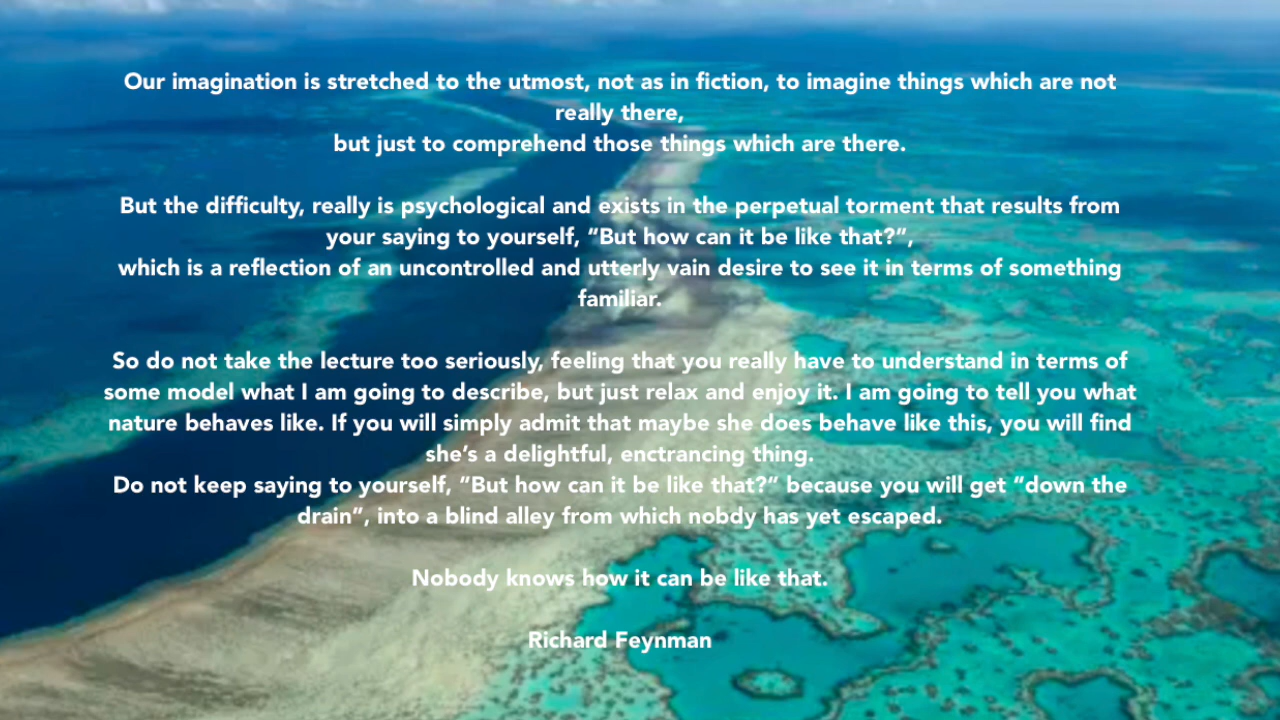 Our imagination is stretched to the utmost, not as in fiction, to imagine things which are not
really there,
but just to comprehend those things which are there.
But the difficulty, really is psychological and exists in the perpetual torment that results from
your saying to yourself, “But how can it be like that?”,
which is a reflection of an uncontrolled and utterly vain desire to see it in terms of something
familiar.
So do not take the lecture too seriously, feeling that you really have to understand in terms of
some model what I am going to describe, but just relax and enjoy it. I am going to tell you what
nature behaves like. If you will simply admit that maybe she does behave like this, you will find
she’s a delightful, enctrancing thing.
Do not keep saying to yourself, “But how can it be like that?” because you will get “down the
drain”, into a blind alley from which nobdy has yet escaped.
Nobody knows how it can be like that.
Richard Feynman